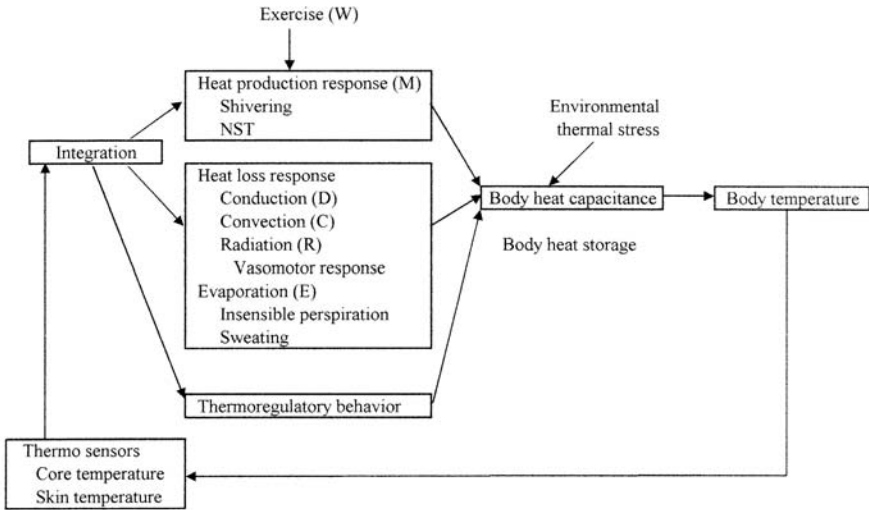 Exercise (W)
Heat production response (M)
Shivering
NST
Environmental
thermal stress
Integration
Heat loss response
Conduction (D)
Convection (C)
Radiation (R)
Vasomotor response
Evaporation (E)
Insensible perspiration
Sweating
Body heat capacitance
Body temperature
Body heat storage
Thermoregulatory behavior
Thermo sensors
Core temperature
Skin temperature